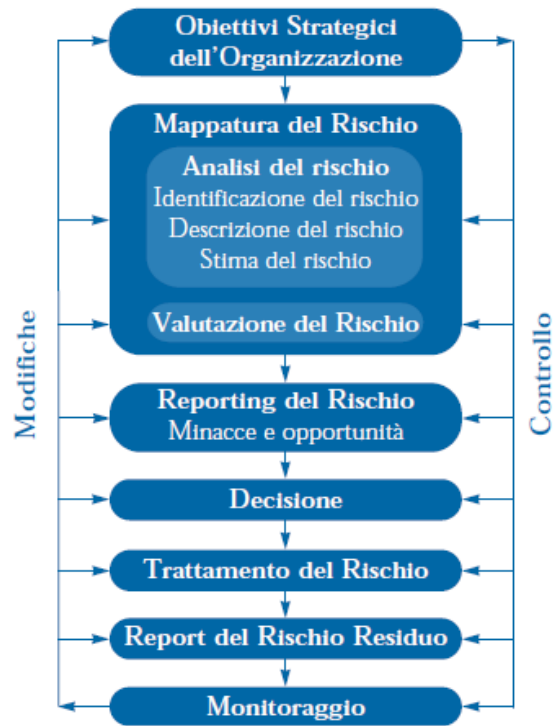 Obiettivi Strategici
dell'Organizzazione
Mappatura del Rischio
Analisi del rischio
Identificazione del rischio
Descrizione del rischio
Stima del rischio
Valutazione del Rischio
Reporting del Rischio
Minacce e opportunità
Decisione
Trattamento del Rischio
Report del Rischio Residuo
Monitoraggio
Modifiche
Controllo